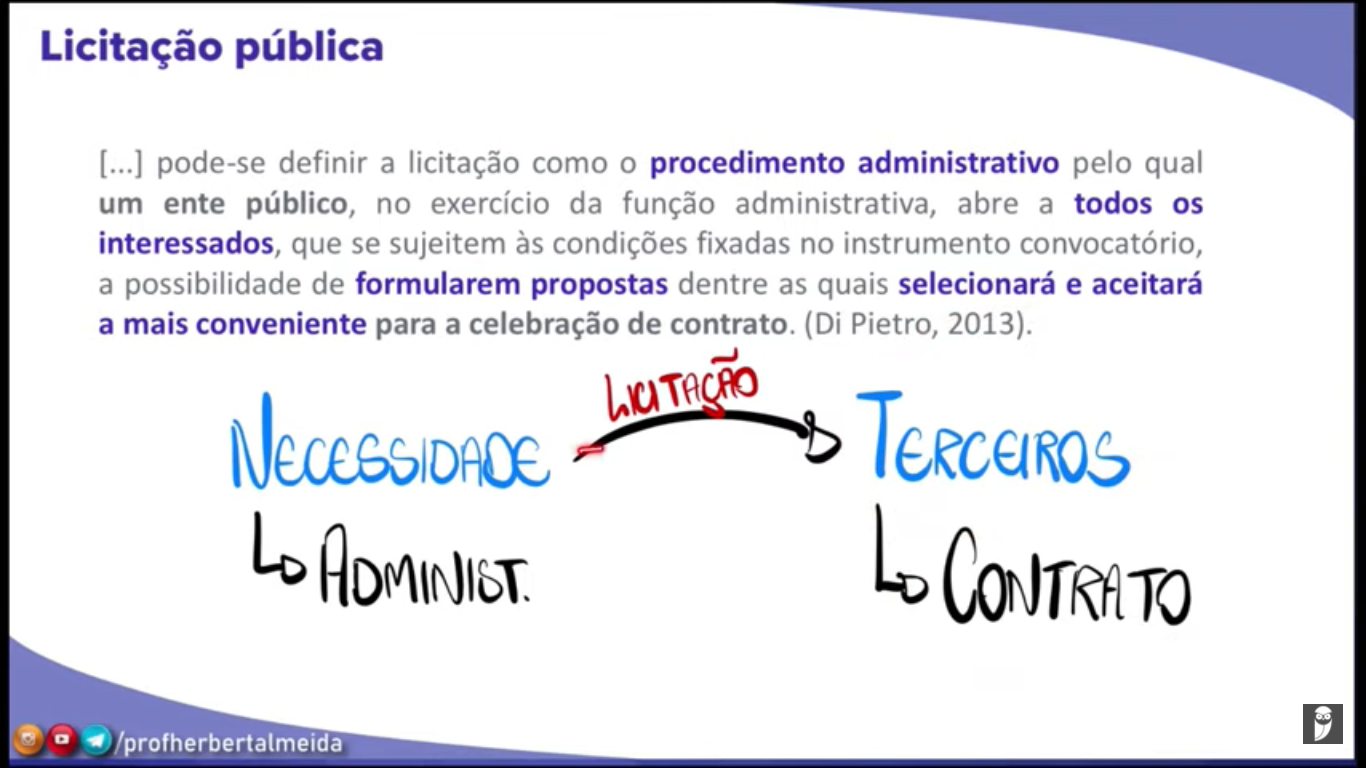 Licitação pública
[...] pode-se definir a licitação como o procedimento administrativo pelo qual
um ente público, no exercício da função administrativa, abre a todos os
interessados, que se sujeitem às condições fixadas no instrumento convocatório,
a possibilidade de formularem propostas dentre as quais selecionará e aceitará
a mais conveniente para a celebração de contrato. (Di Pietro, 2013).
LICITAÇÃO
NECESSIDADE
TERCEIROS
ADMINIST.
CONTRATO
/profherbertalmeida